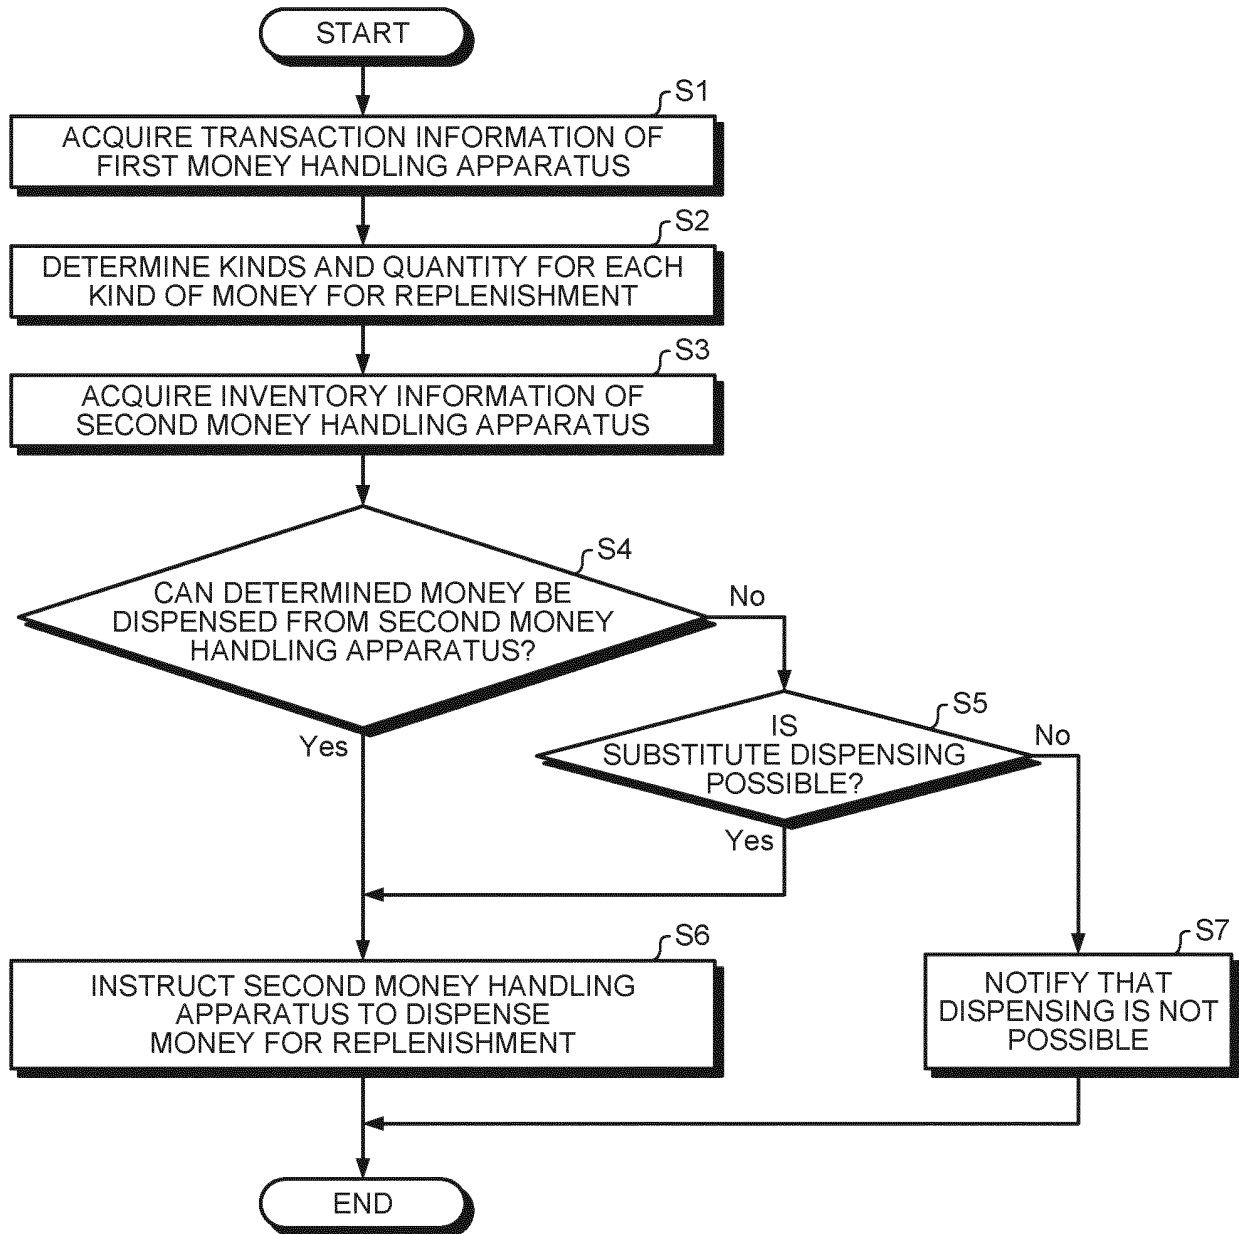 START
S1
ACQUIRE TRANSACTION INFORMATION OF
FIRST MONEY HANDLING APPARATUS
S2
DETERMINE KINDS AND QUANTITY FOR EACH
KIND OF MONEY FOR REPLENISHMENT
S3
ACQUIRE INVENTORY INFORMATION OF
SECOND MONEY HANDLING APPARATUS
S4
CAN DETERMINED MONEY BE
DISPENSED FROM SECOND MONEY
HANDLING APPARATUS?
No
Yes
S5
IS
SUBSTITUTE DISPENSING
POSSIBLE?
No
Yes
S6
INSTRUCT SECOND MONEY HANDLING
APPARATUS TO DISPENSE
MONEY FOR REPLENISHMENT
S7
NOTIFY THAT
DISPENSING IS NOT
POSSIBLE
END